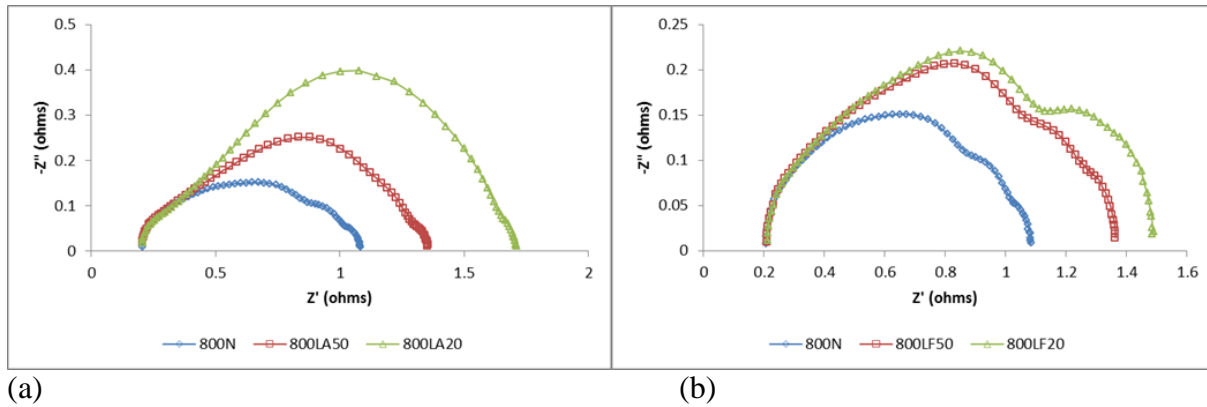 0.5
0.4
0.3
0.2
0.1
0
-Z" (ohms)
0 0.5 1 1.5 2
Z' (ohms)
800N 800LA50 800LA20
(a)
0.25
0.2
0.15
0.1
0.05
0
-Z" (ohms)
0 0.2 0.4 0.6 0.8 1 1.2 1.4 1.6
Z' (ohms)
800N 800LF50 800LF20
(b)